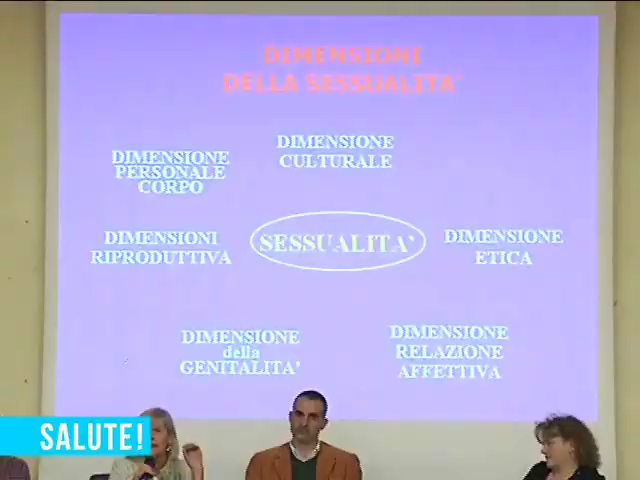 DIMENSIONI
DELLA SESSUALITA'
DIMENSIONE
CULTURALE
DIMENSIONE
PERSONALE
CORPO
DIMENSIONI
RIPRODUTTIVA
SESSUALITA'
DIMENSIONE
ETICA
DIMENSIONE
della
GENITALITA'
DIMENSIONE
RELAZIONE
AFFETTIVA
SALUTE!